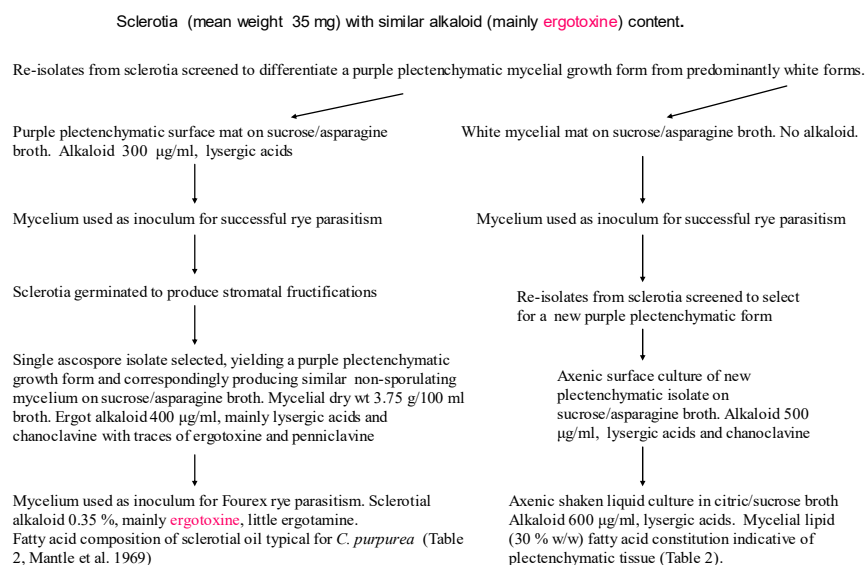 Sclerotia (mean weight 35 mg) with similar alkaloid (mainly ergotoxine) content.
Re-isolates from sclerotia screened to differentiate a purple plectenchymatic mycelial growth form from predominantly white forms.
Purple plectenchymatic surface mat on sucrose/asparagine
broth. Alkaloid 300 μg/ml, lysergic acids
Mycelium used as inoculum for successful rye parasitism
Sclerotia germinated to produce stromatal fructifications
Single ascospore isolate selected, yielding a purple plectenchymatic
growth form and correspondingly producing similar non-sporulating
mycelium on sucrose/asparagine broth. Mycelial dry wt 3.75 g/100 ml
broth. Ergot alkaloid 400 μg/ml, mainly lysergic acids and
chanoclavine with traces of ergotoxine and penniclavine
Mycelium used as inoculum for Fourex rye parasitism. Sclerotial
alkaloid 0.35 %, mainly ergotoxine, little ergotamine.
Fatty acid composition of sclerotial oil typical for C. purpurea (Table
2, Mantle et al. 1969)
White mycelial mat on sucrose/asparagine broth. No alkaloid.
Mycelium used as inoculum for successful rye parasitism
Re-isolates from sclerotia screened to select
for a new purple plectenchymatic form
Axenic surface culture of new
plectenchymatic isolate on
sucrose/asparagine broth. Alkaloid 500
μg/ml, lysergic acids and chanoclavine
Axenic shaken liquid culture in citric/sucrose broth
Alkaloid 600 μg/ml, lysergic acids. Mycelial lipid
(30 % w/w) fatty acid constitution indicative of
plectenchymatic tissue (Table 2).